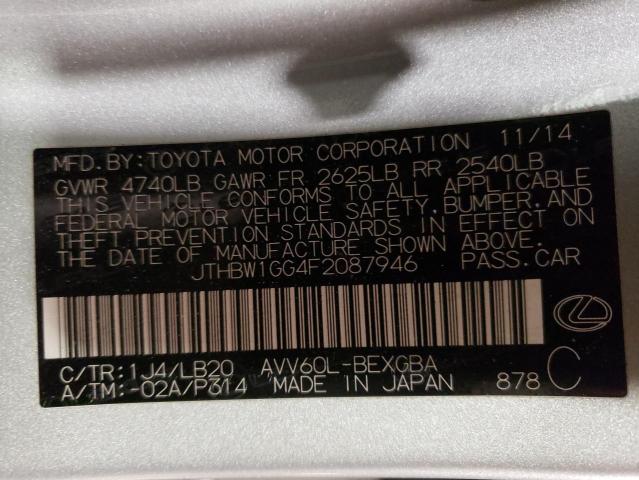 MFD. BY: TOYOTA MOTOR CORPORATION 11/14
GVWR 4740LB GAWR FR 2625LB RR 2540LB
THIS VEHICLE CONFORMS TO ALL APPLICABLE
FEDERAL MOTOR VEHICLE SAFETY, BUMPER, AND
THEFT PREVENTION STANDARDS IN EFFECT ON
THE DATE OF MANUFACTURE SHOWN ABOVE.
JTHBW1GG4F2087946 PASS.CAR
C/TR: 1J4/LB20 AVV60L-BEXGBA
A/TM: -02A/P314 MADE IN JAPAN 878 C